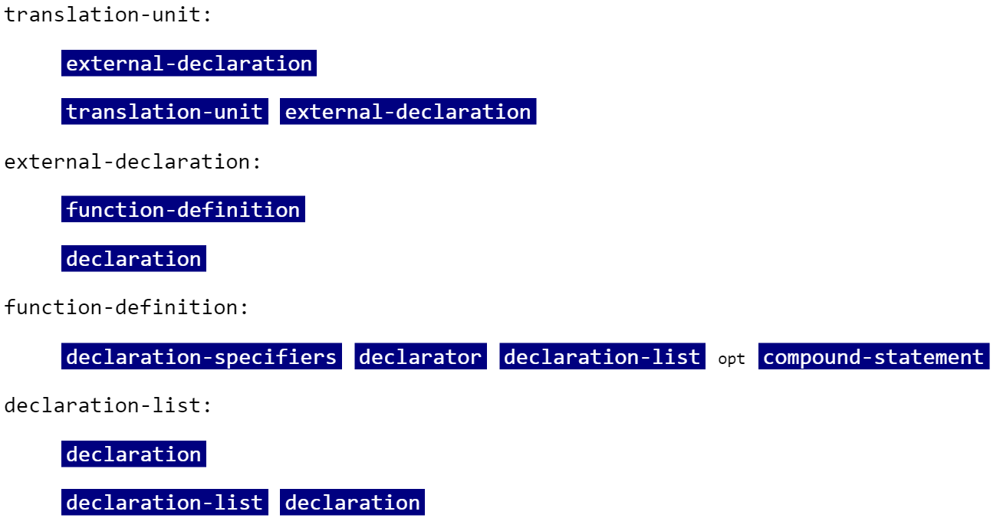 translation-unit:
external-declaration
translation-unit external-declaration
external-declaration:
function-definition
declaration
function-definition:
declaration-specifiers declarator declaration-list opt compound-statement
declaration-list:
declaration
declaration-list declaration